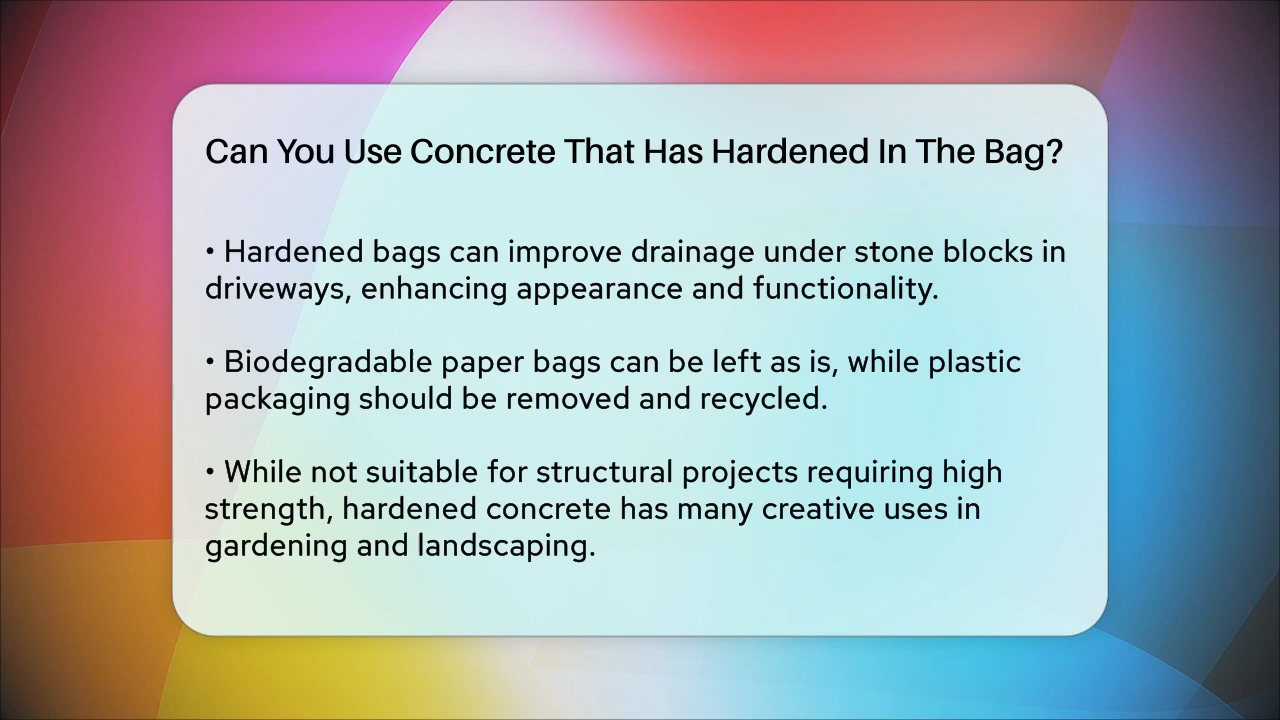 Can You Use Concrete That Has Hardened In The Bag?
• Hardened bags can improve drainage under stone blocks in
driveways, enhancing appearance and functionality.
• Biodegradable paper bags can be left as is, while plastic
packaging should be removed and recycled.
• While not suitable for structural projects requiring high
strength, hardened concrete has many creative uses in
gardening and landscaping.